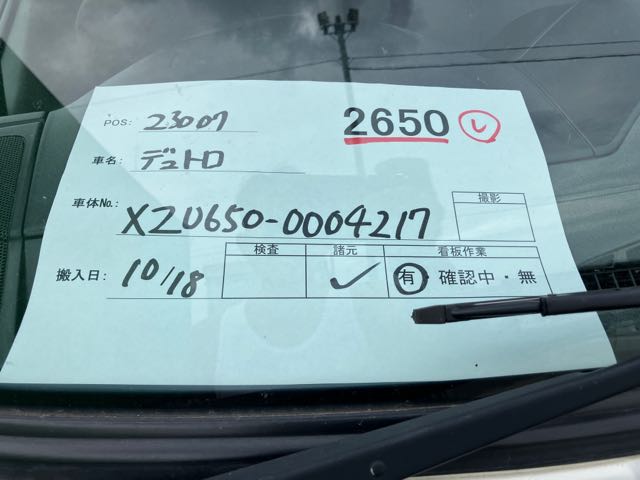 POS: 23007 2650 レ
車名: デュトロ
車体No.: XZU650-0004217 撮影
搬入日: 10/18 検査 諸元 看板作業
✓ 有 確認中・無